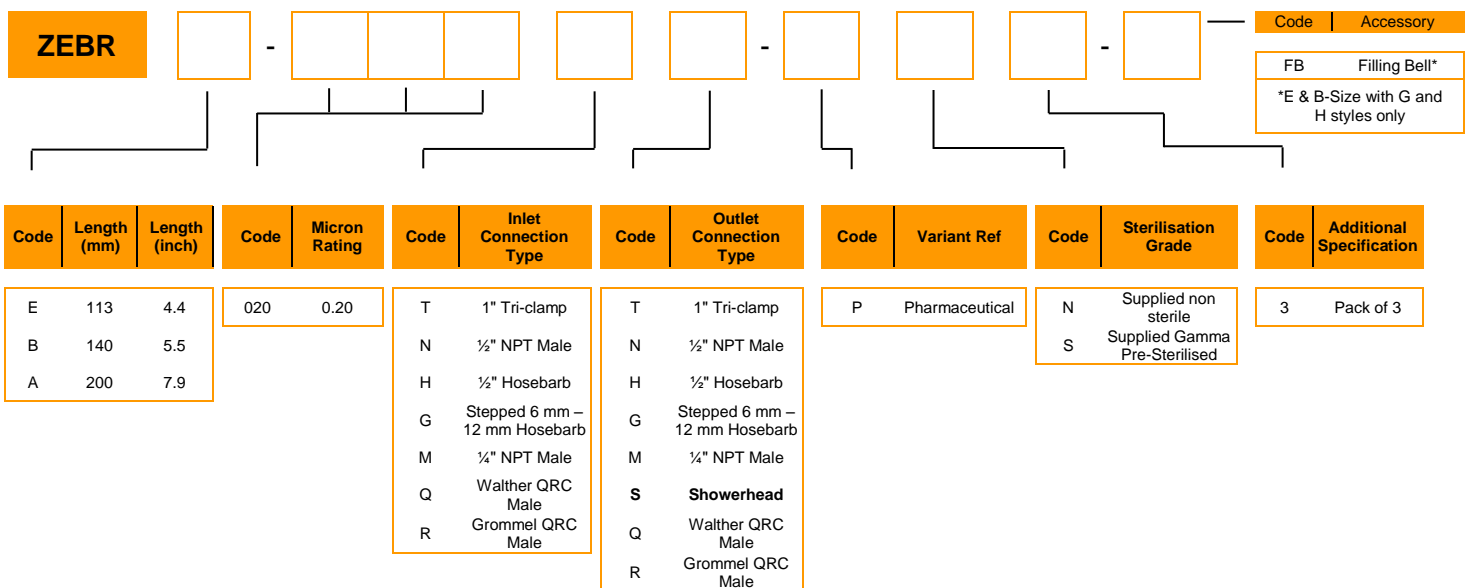 ZEBR - - -
Code Accessory
FB Filling Bell*
*E & B-Size with G and
H styles only
Code Length (mm) Length (inch)
E 113 4.4
B 140 5.5
A 200 7.9
Code Micron Rating
020 0.20
Code Inlet Connection Type
T 1" Tri-clamp
N ½" NPT Male
H ½" Hosebarb
G Stepped 6 mm –
12 mm Hosebarb
M ¼" NPT Male
Q Walther QRC
Male
R Grommel QRC
Male
Code Outlet Connection Type
T 1" Tri-clamp
N ½" NPT Male
H ½" Hosebarb
G Stepped 6 mm –
12 mm Hosebarb
M ¼" NPT Male
S Showerhead
Q Walther QRC
Male
R Grommel QRC
Male
Code Variant Ref
P Pharmaceutical
Code Sterilisation Grade
N Supplied non
sterile
S Supplied Gamma
Pre-Sterilised
Code Additional Specification
3 Pack of 3